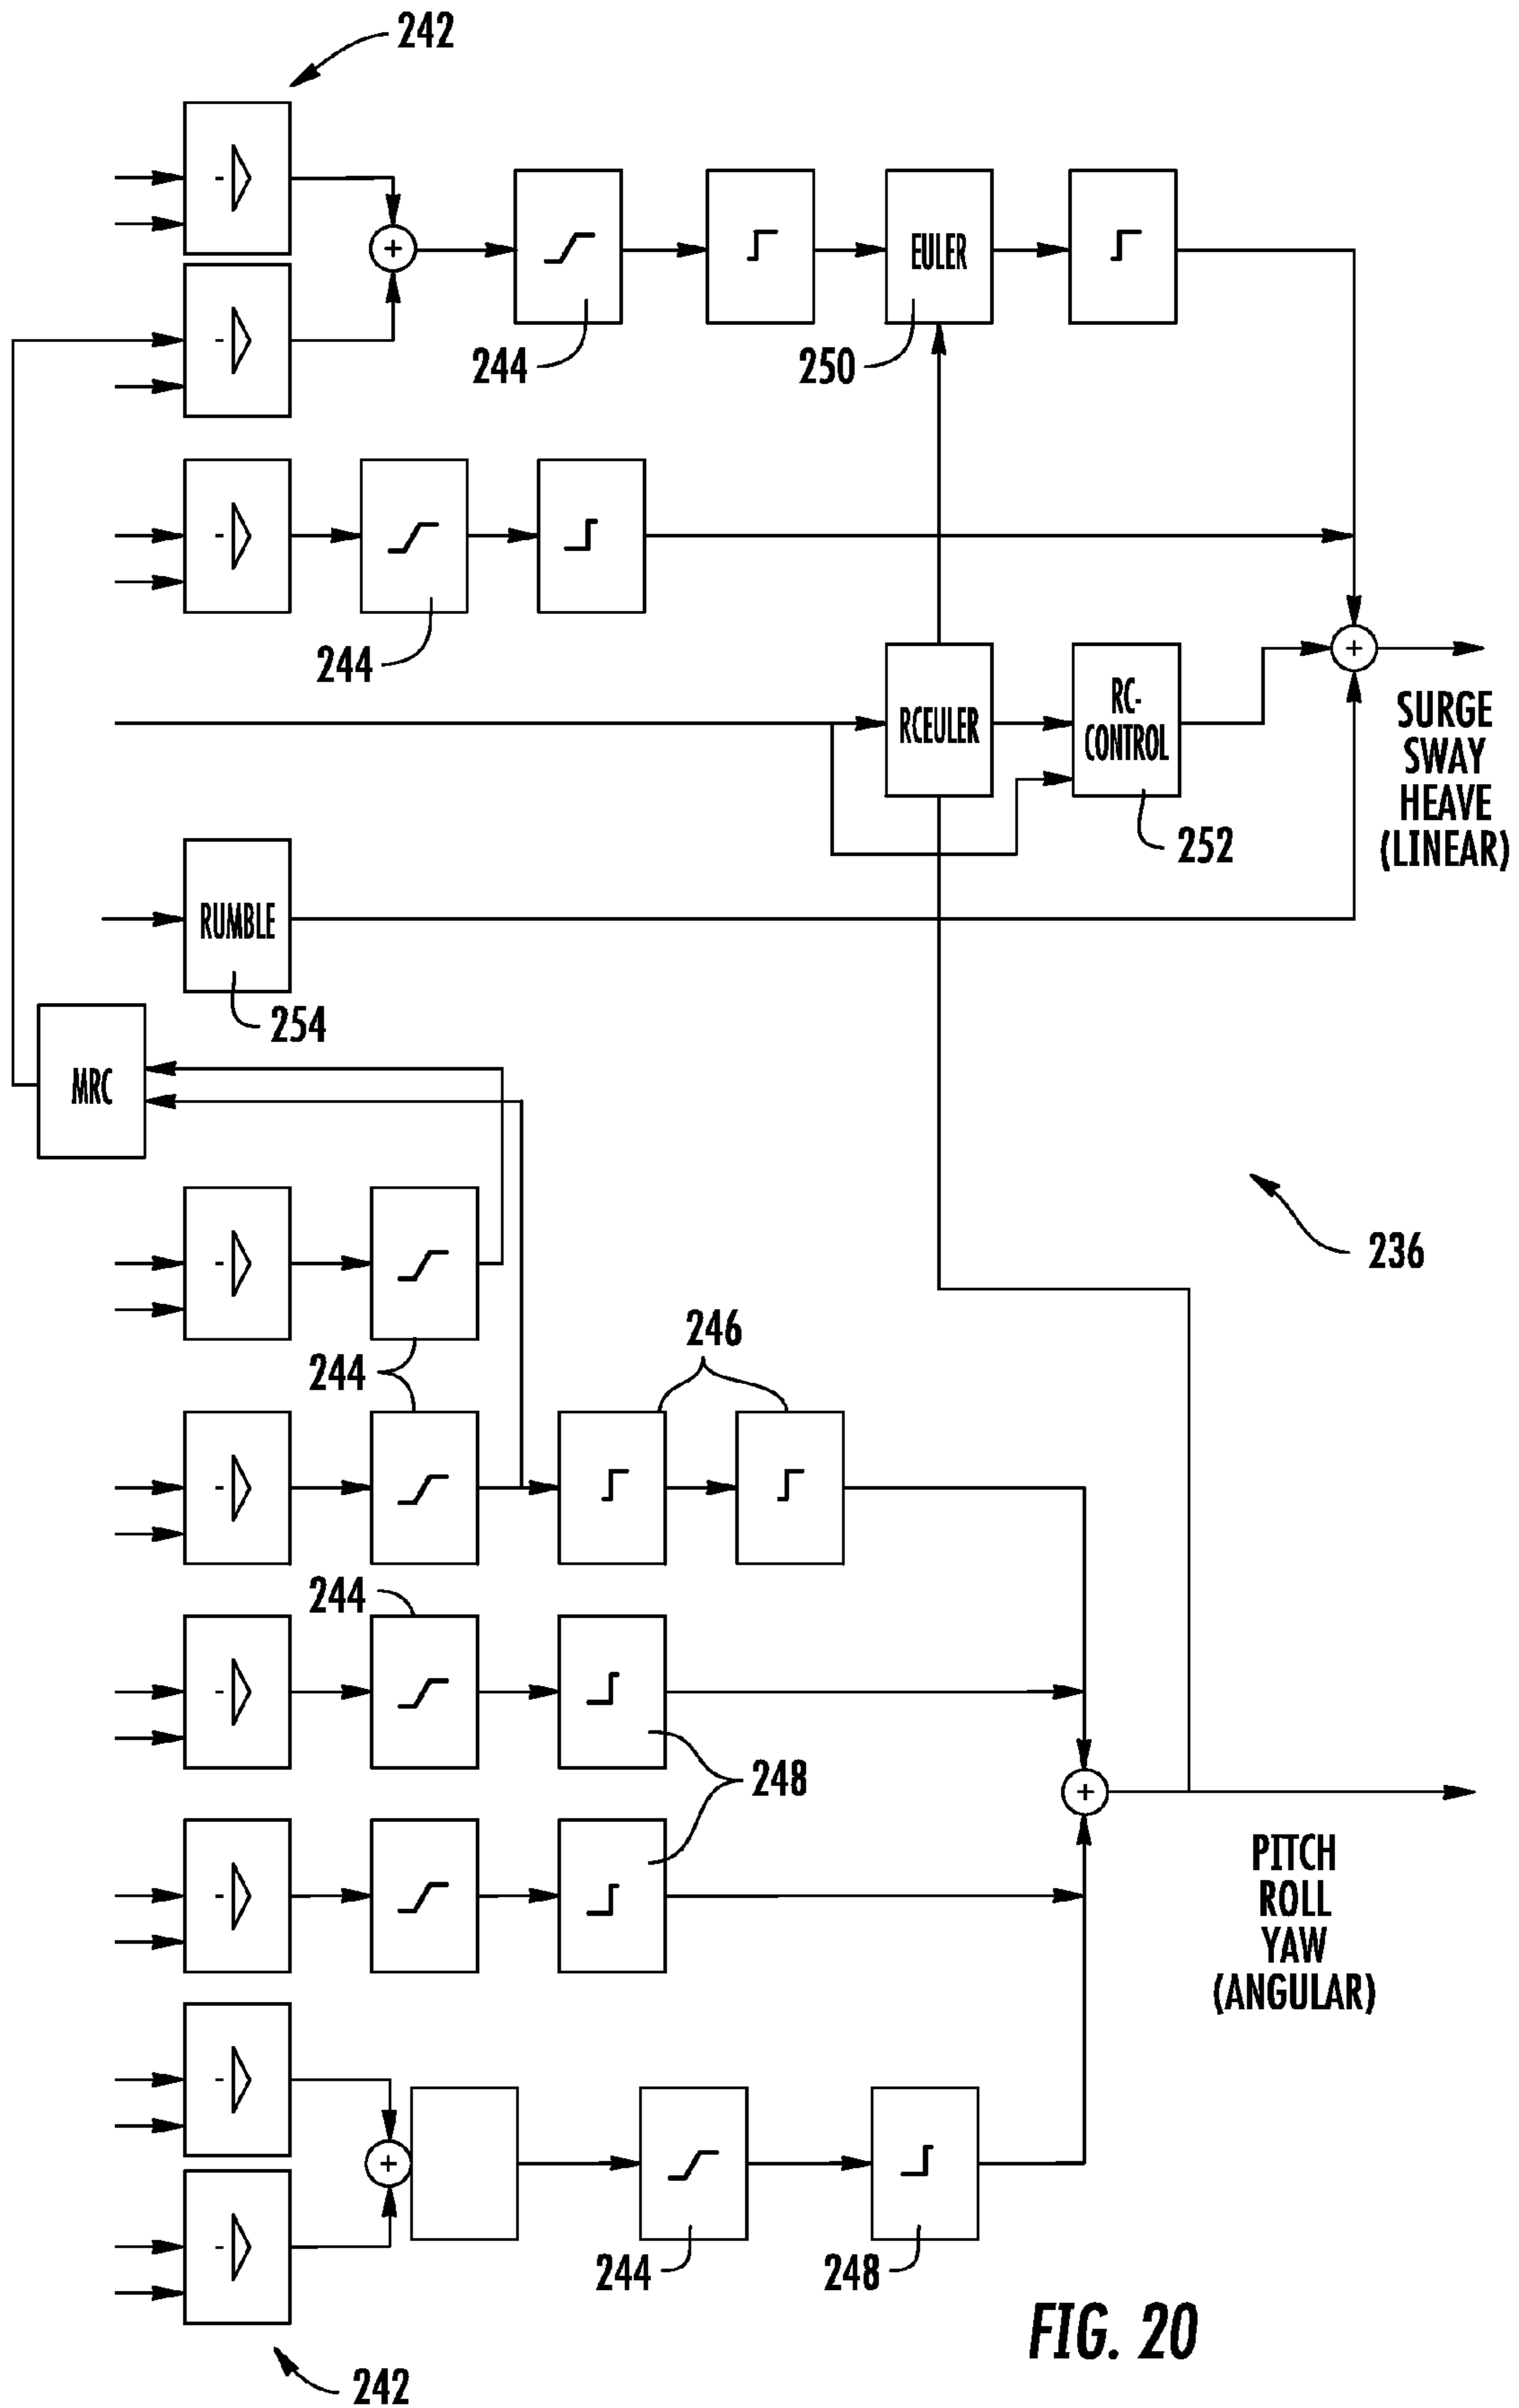 242
-
+
-
EULER
244
250
-
244
+
RCEULER
RC-
CONTROL
SURGE
SWAY
HEAVE
(LINEAR)
252
RUMBLE
254
MRC
-
236
246
244
-
244
-
248
+
-
PITCH
ROLL
YAW
(ANGULAR)
-
+
-
244
248
FIG. 20
242